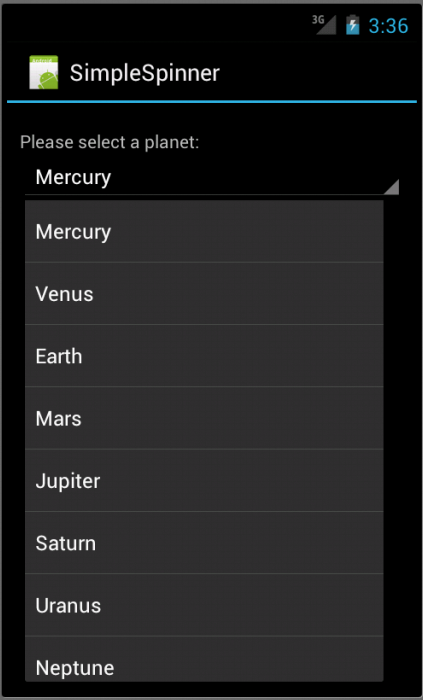 3G 3:36
SimpleSpinner
Please select a planet:
Mercury
Mercury
Venus
Earth
Mars
Jupiter
Saturn
Uranus
Neptune